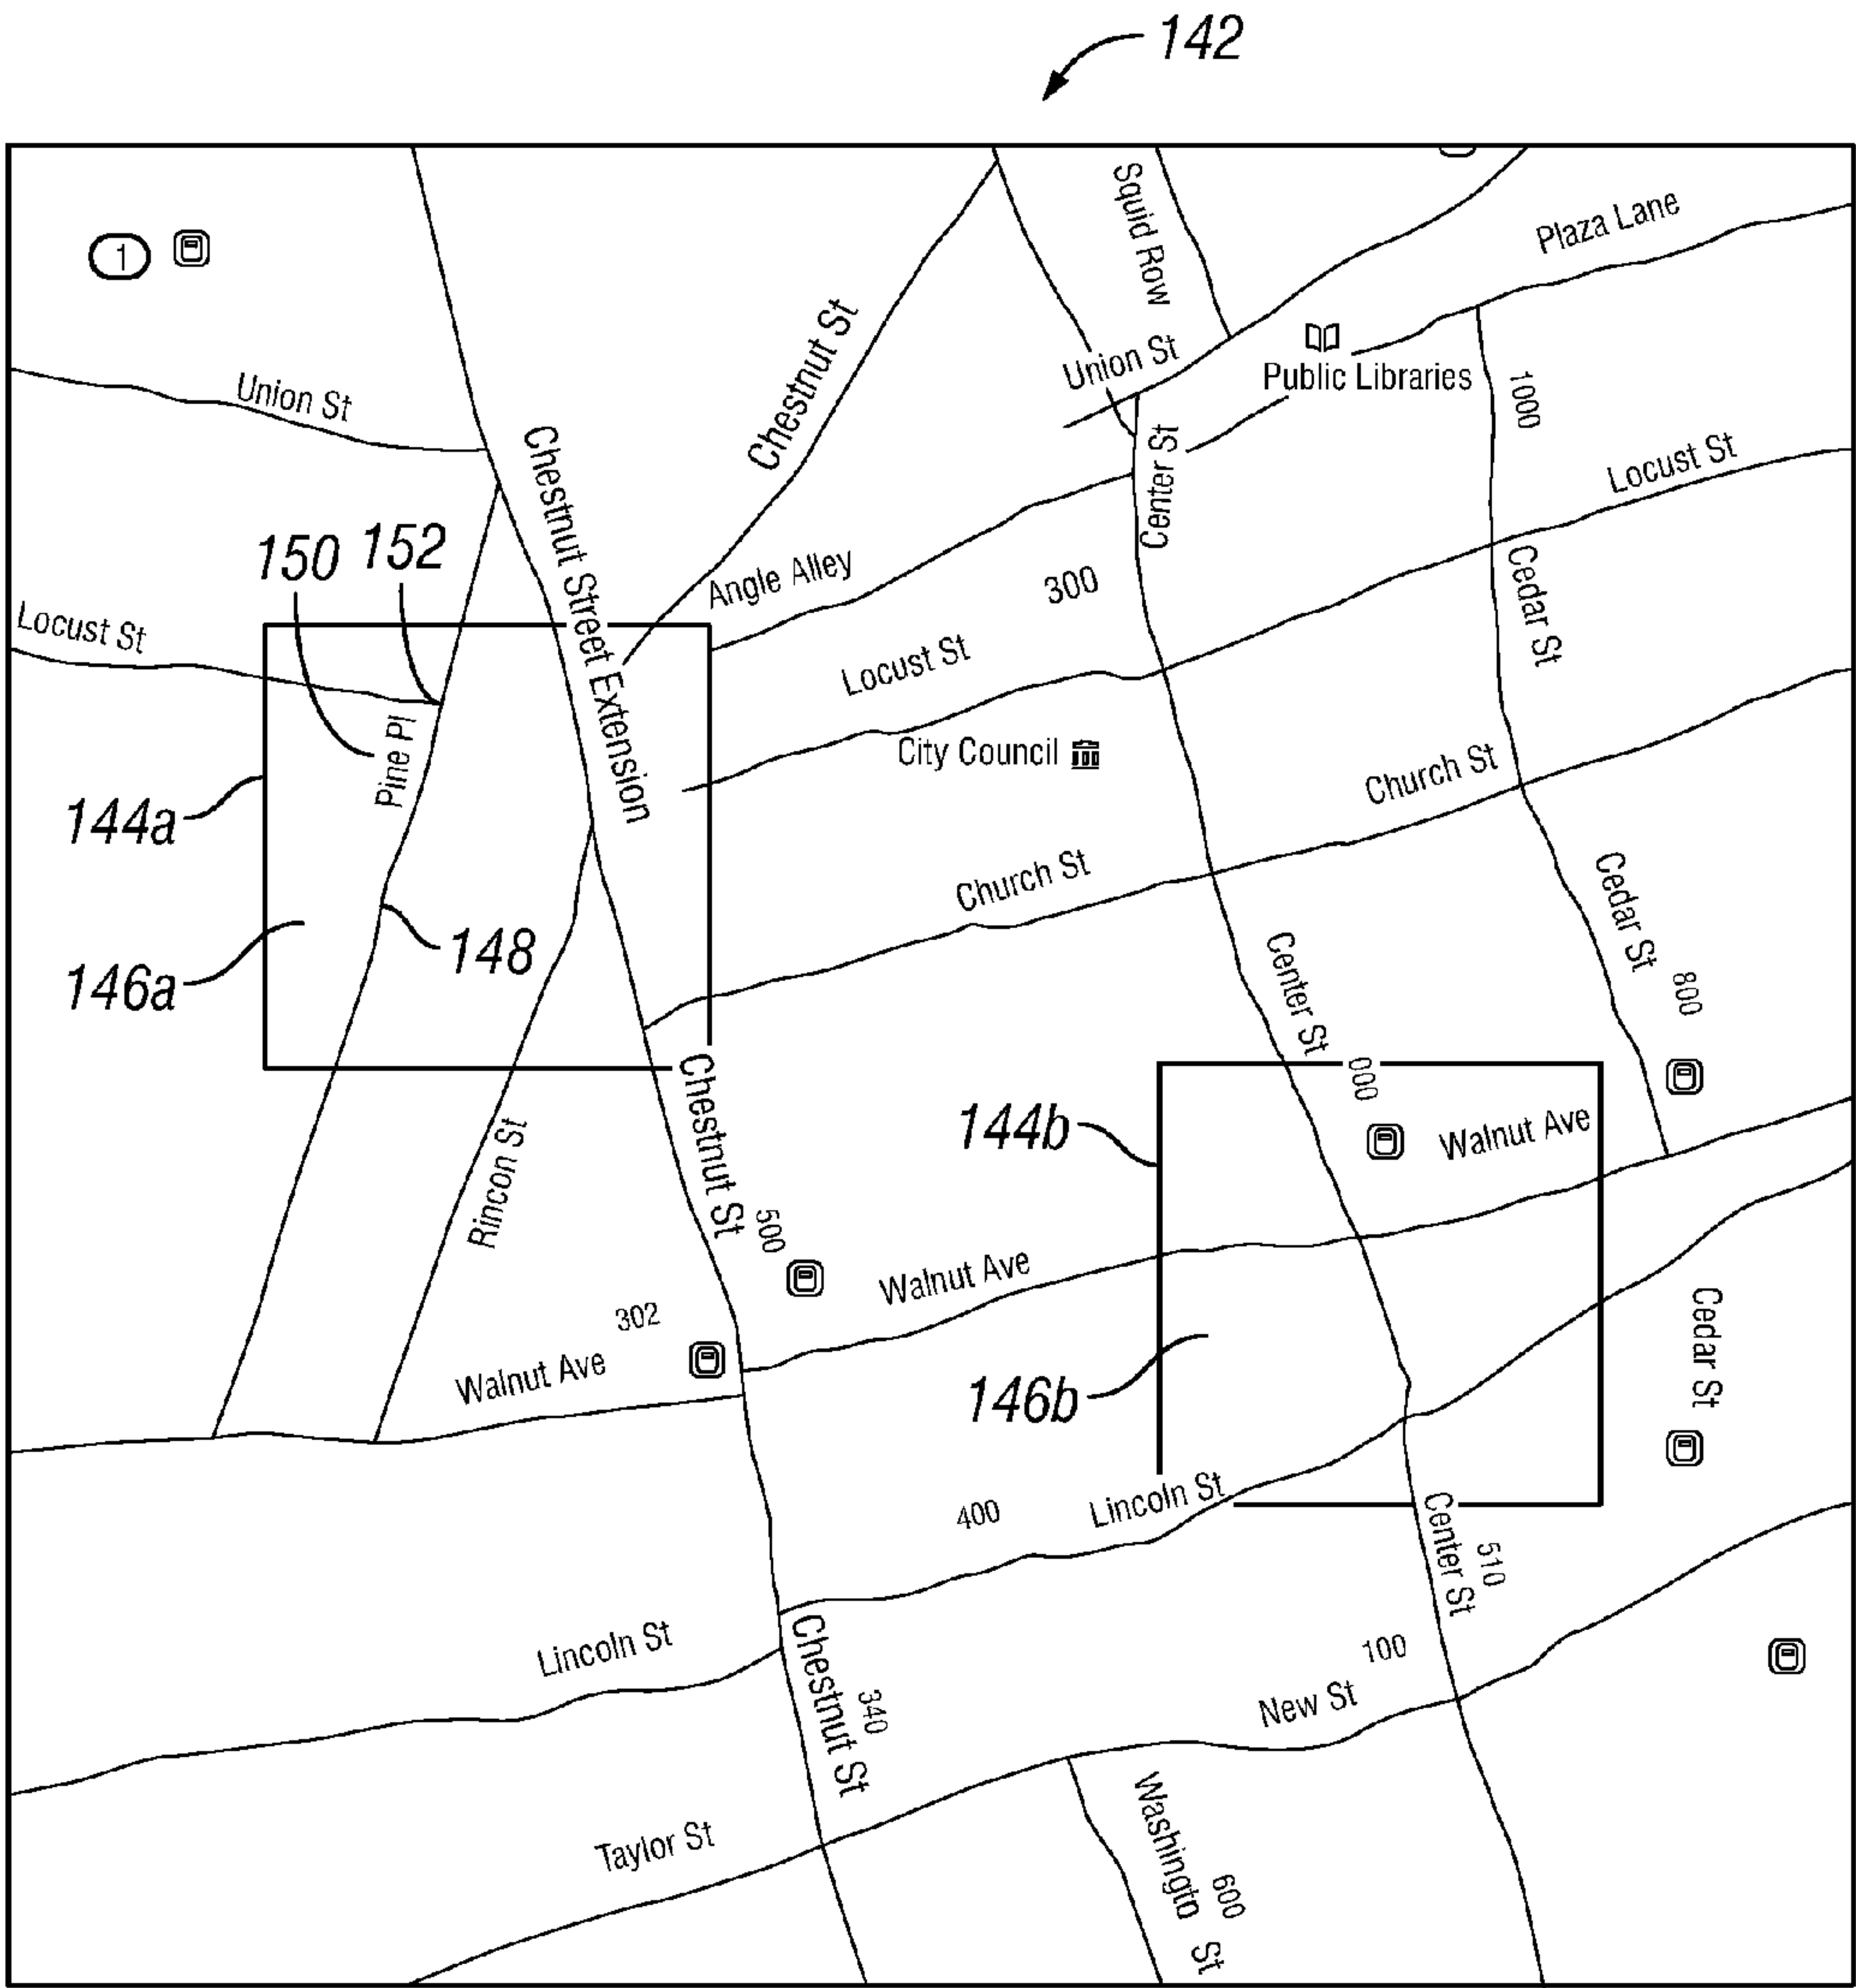 142
Squid Row
Plaza Lane
1
Chestnut St
Union St
Public Libraries
Union St
1000
Chestnut Street Extension
Center St
Locust St
150
152
Angle Alley
300
Cedar St
Locust St
Locust St
City Council
Pine Pl
Church St
144a
Church St
Cedar St
148
146a
Center St
800
000
Chestnut St
144b
Walnut Ave
Rincon St
500
Walnut Ave
302
Cedar St
Walnut Ave
146b
400
Lincoln St
Center St
510
Lincoln St
Chestnut St
340
100
New St
Taylor St
Washingtn St
600